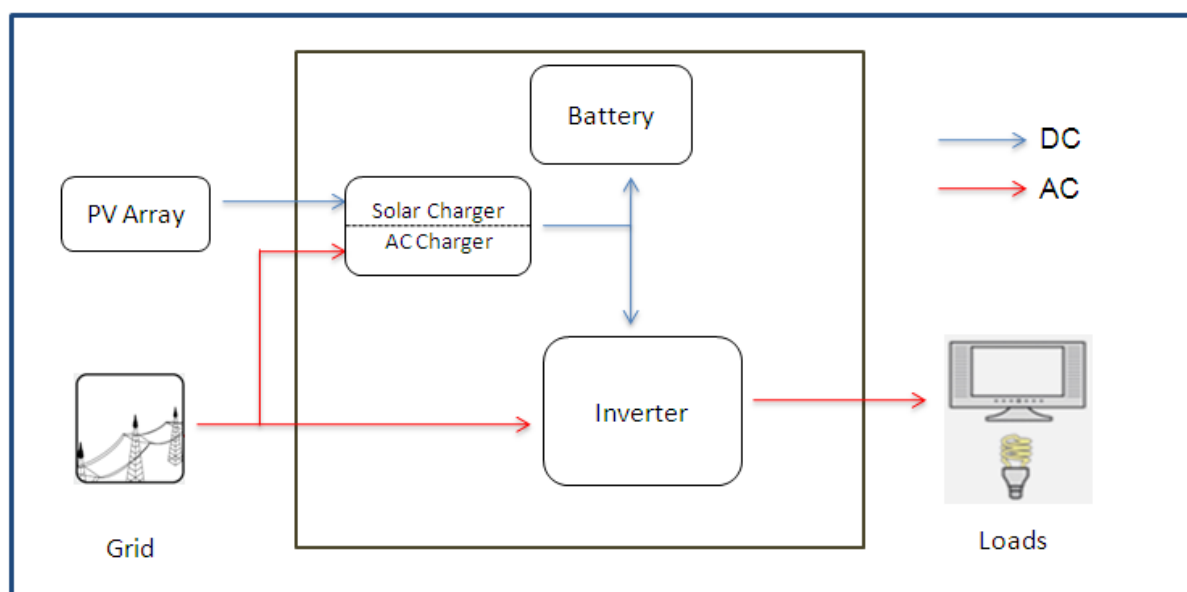 Battery
DC
AC
PV Array
Solar Charger
AC Charger
Inverter
Grid
Loads